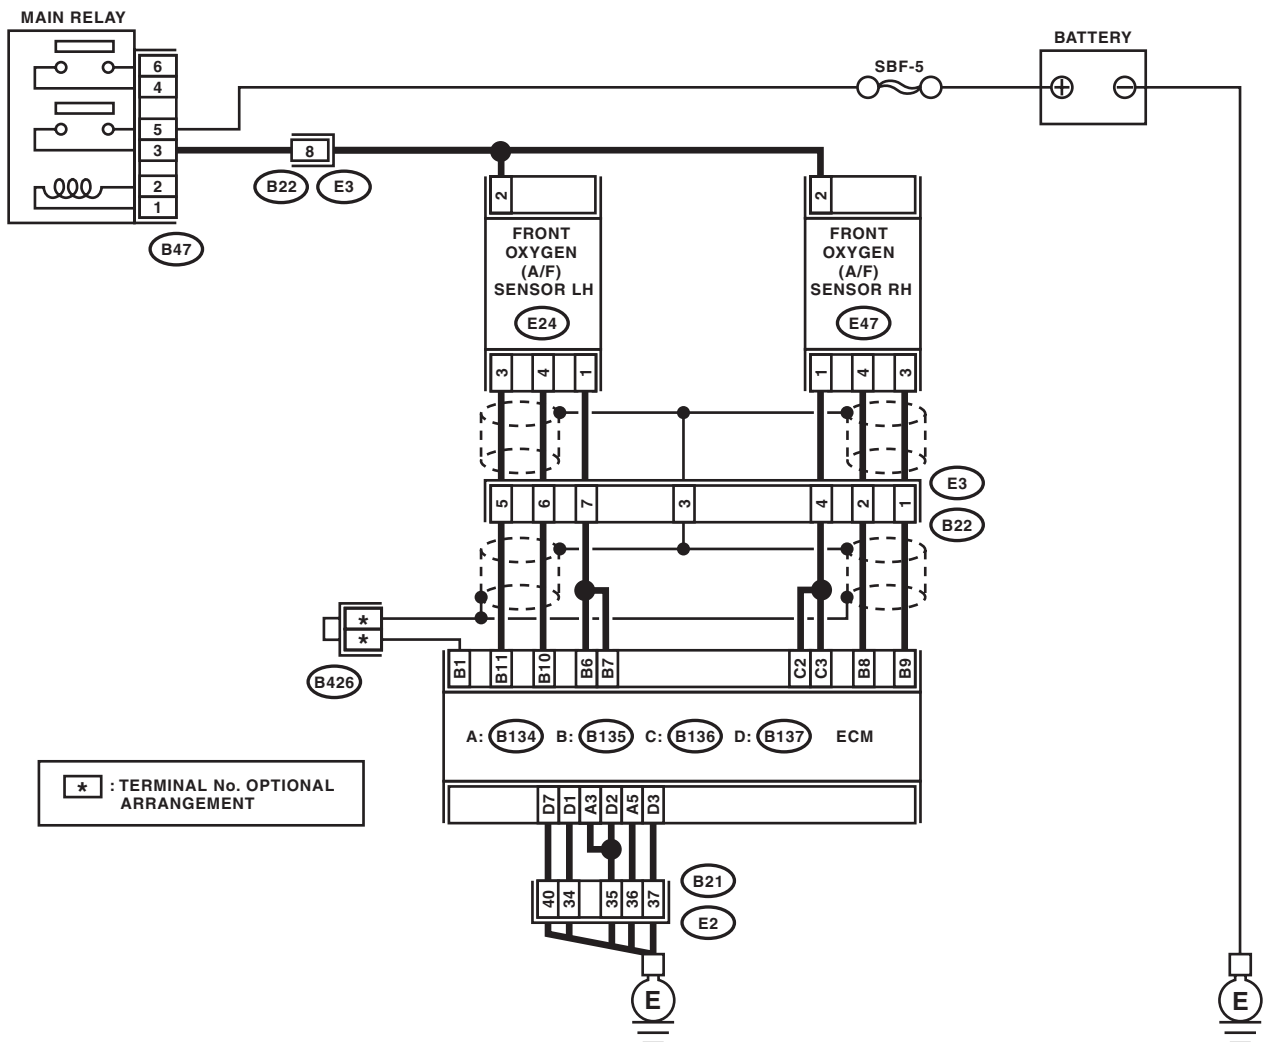 MAIN RELAY
BATTERY
SBF-5
6
4
5
3
2
1
8
B22
E3
B47
2
2
FRONT
OXYGEN
(A/F)
SENSOR LH
E24
FRONT
OXYGEN
(A/F)
SENSOR RH
E47
3 4 1
1 4 3
E3
5 6 7 3 4 2 1
B22
*
*
B426
B1 B11 B10 B6 B7 C2 C3 B8 B9
A: B134 B: B135 C: B136 D: B137 ECM
* : TERMINAL No. OPTIONAL
ARRANGEMENT
D7 D1 A3 D2 A5 D3
B21
40 34 35 36 37
E2
E
E